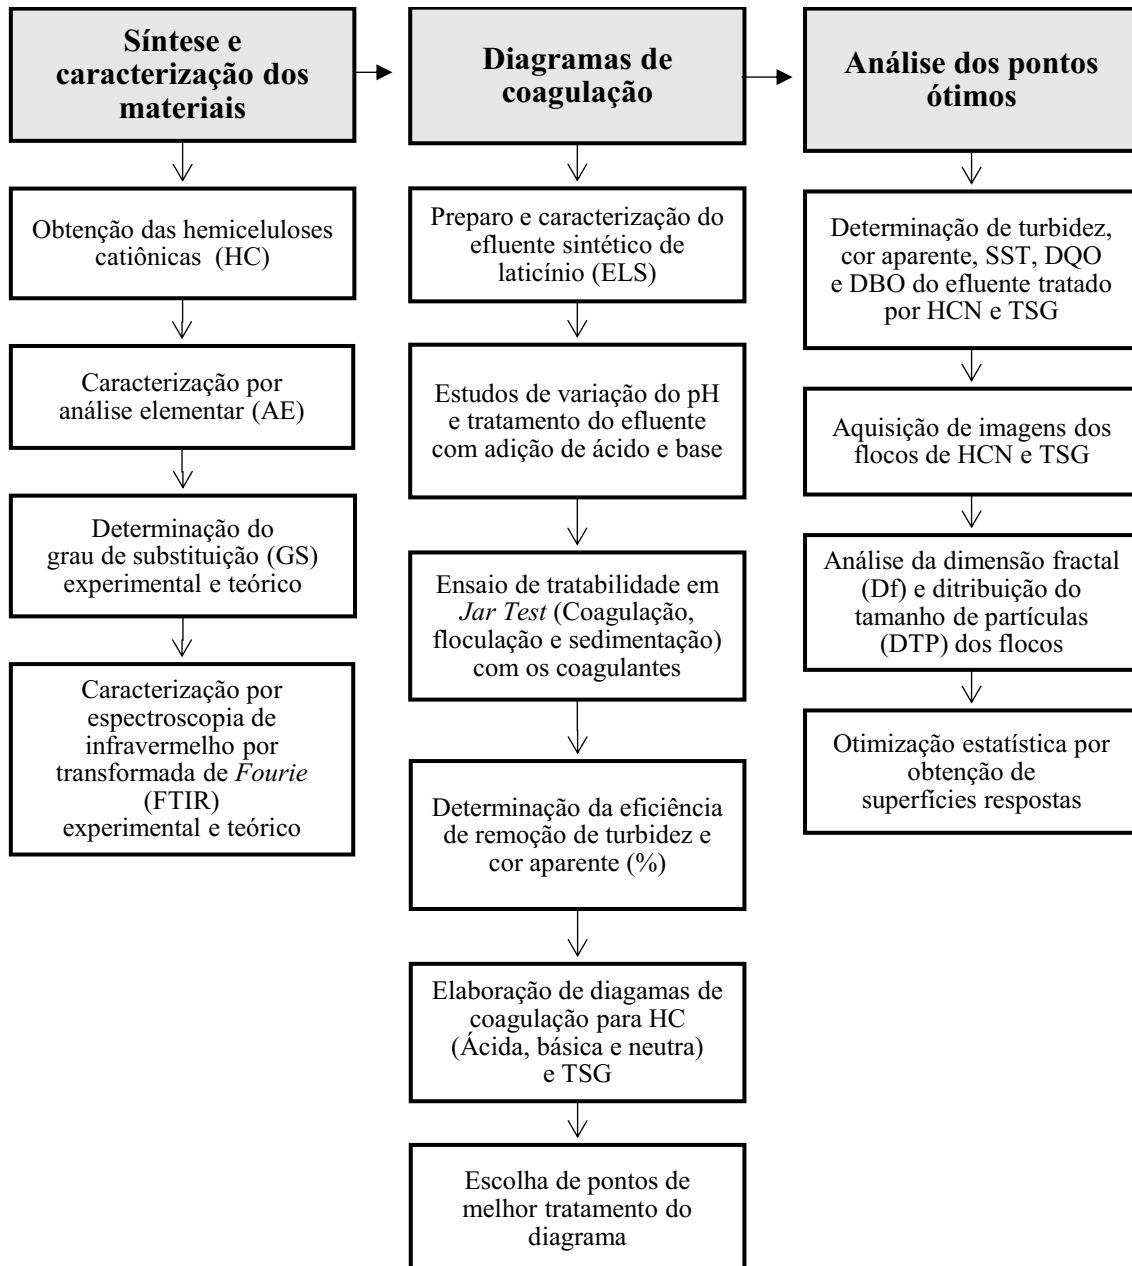 Síntese e
caracterização dos
materiais
Obtenção das hemiceluloses
catiônicas (HC)
Caracterização por
análise elementar (AE)
Determinação do
grau de substituição (GS)
experimental e teórico
Caracterização por
espectroscopia de
infravermelho por
transformada de Fourie
(FTIR)
experimental e teórico
Diagramas de
coagulação
Preparo e caracterização do
efluente sintético de
laticínio (ELS)
Estudos de variação do pH
e tratamento do efluente
com adição de ácido e base
Ensaio de tratabilidade em
Jar Test (Coagulação,
floculação e sedimentação)
com os coagulantes
Determinação da eficiência
de remoção de turbidez e
cor aparente (%)
Elaboração de diagamas de
coagulação para HC
(Ácida, básica e neutra)
e TSG
Escolha de pontos de
melhor tratamento do
diagrama
Análise dos pontos
ótimos
Determinação de turbidez,
cor aparente, SST, DQO
e DBO do efluente tratado
por HCN e TSG
Aquisição de imagens dos
flocos de HCN e TSG
Análise da dimensão fractal
(Df) e ditribuição do
tamanho de partículas
(DTP) dos flocos
Otimização estatística por
obtenção de
superfícies respostas